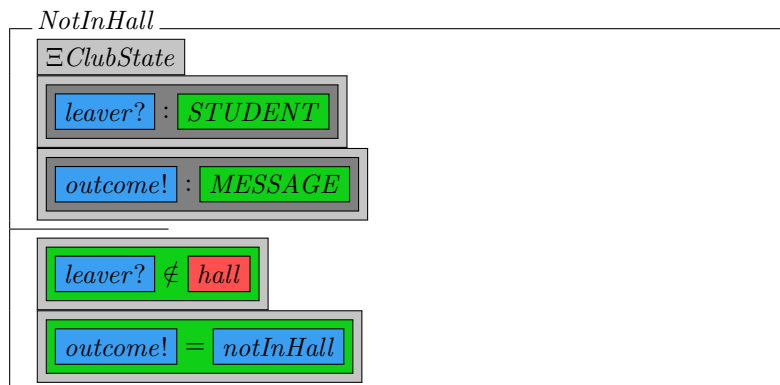 NotInHall
ΞClubState
leaver? : STUDENT
outcome! : MESSAGE
leaver? ∉ hall
outcome! = notInHall